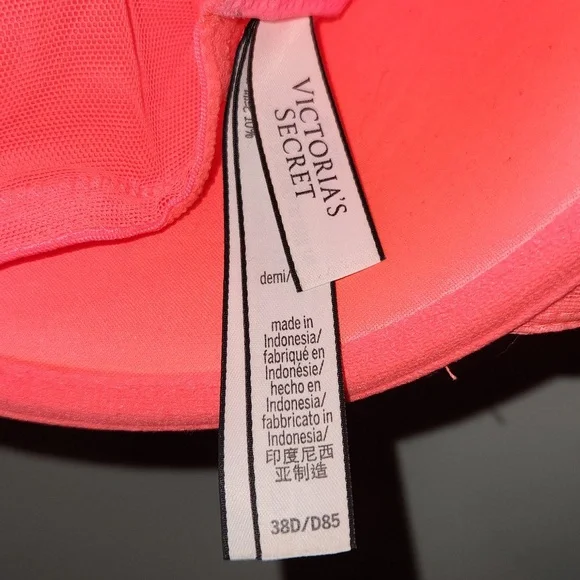 VICTORIA'S
SECRET
10%
demi/
made in
Indonesia/
fabriqué en
Indonésie/
hecho en
Indonesia/
fabbricato in
Indonesia/
印度尼西
亚制造
38D/D85